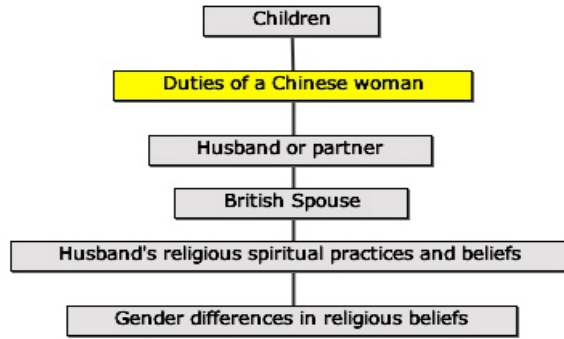 Children
Duties of a Chinese woman
Husband or partner
British Spouse
Husband's religious spiritual practices and beliefs
Gender differences in religious beliefs